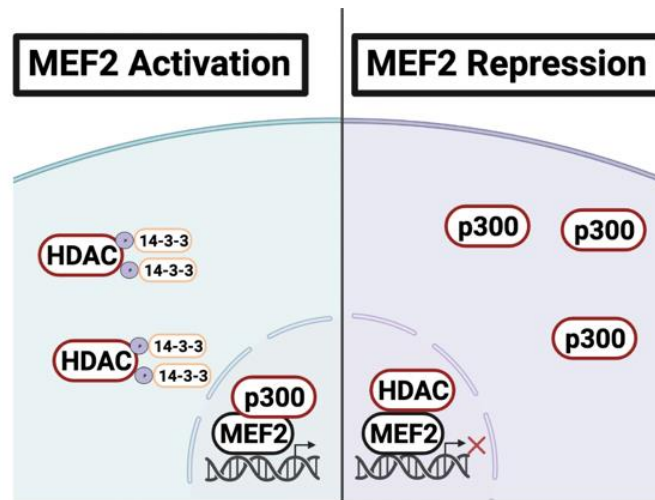 MEF2 Activation
MEF2 Repression
HDAC
14-3-3
14-3-3
HDAC
14-3-3
14-3-3
p300
MEF2
p300
p300
p300
HDAC
MEF2